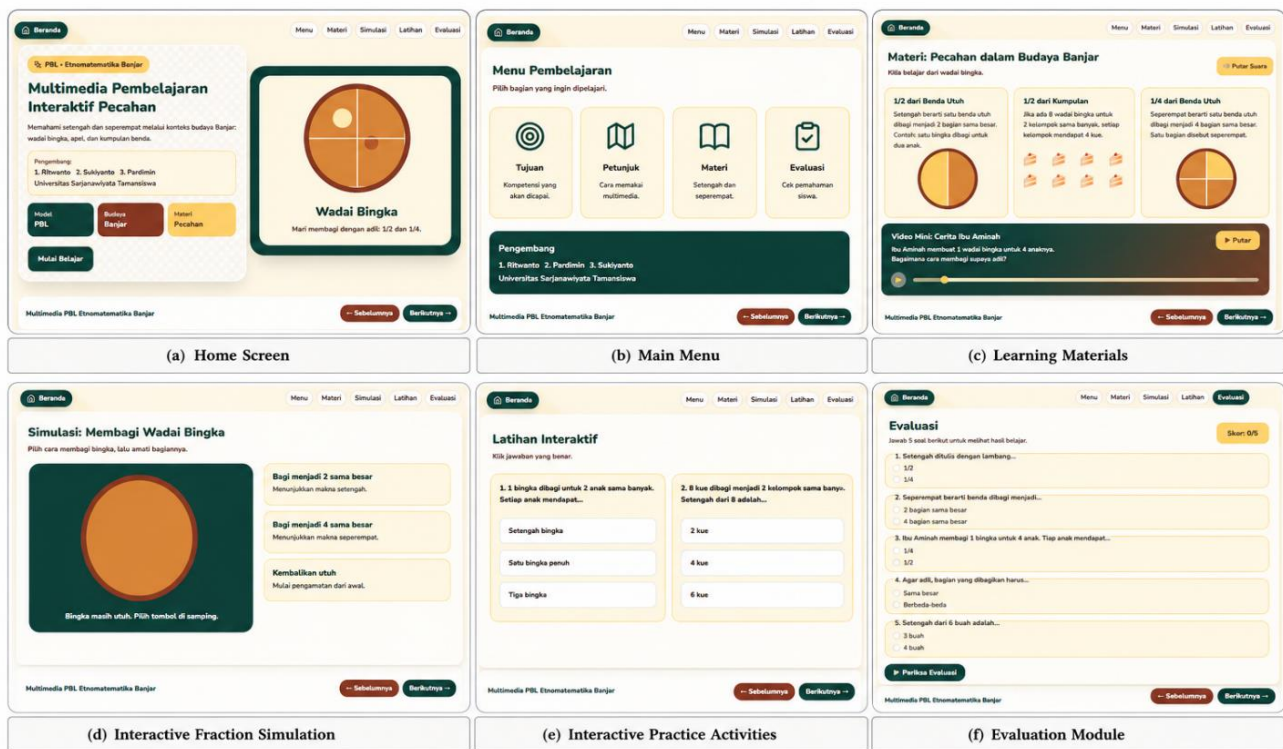 Beranda
Menu Materi Simulasi Latihan Evaluasi
PBL • Etnomatematika Banjar
Multimedia Pembelajaran
Interaktif Pecahan
Memahami setengah dan seperempat melalui konteks budaya Banjar:
wadai bingka, apel, dan kumpulan benda.
Pengembang:
1. Ritwanto 2. Sukiyanto 3. Pardimin
Universitas Sarjanawiyata Tamansiswa
Model
PBL
Budaya
Banjar
Materi
Pecahan
Mulai Belajar
Wadai Bingka
Mari membagi dengan adil: 1/2 dan 1/4.
Multimedia PBL Etnomatematika Banjar
← Sebelumnya
Berikutnya →
(a) Home Screen
Beranda
Menu Materi Simulasi Latihan Evaluasi
Menu Pembelajaran
Pilih bagian yang ingin dipelajari.
Tujuan
Kompetensi yang
akan dicapai.
Petunjuk
Cara memakai
multimedia.
Materi
Setengah dan
seperempat.
Evaluasi
Cek pemahaman
siswa.
Pengembang
1. Ritwanto 2. Pardimin 3. Sukiyanto
Universitas Sarjanawiyata Tamansiswa
Multimedia PBL Etnomatematika Banjar
← Sebelumnya
Berikutnya →
(b) Main Menu
Beranda
Menu Materi Simulasi Latihan Evaluasi
Materi: Pecahan dalam Budaya Banjar
Kita belajar dari wadai bingka.
Putar Suara
1/2 dari Benda Utuh
Setengah berarti satu benda utuh
dibagi menjadi 2 bagian sama besar.
Contoh: satu bingka dibagi untuk
dua anak.
1/2 dari Kumpulan
Jika ada 8 wadai bingka untuk
2 kelompok sama banyak, setiap
kelompok mendapat 4 kue.
1/4 dari Benda Utuh
Seperempat berarti satu benda utuh
dibagi menjadi 4 bagian sama besar.
Satu bagian disebut seperempat.
Video Mini: Cerita Ibu Aminah
Ibu Aminah membuat 1 wadai bingka untuk 4 anaknya.
Bagaimana cara membagi supaya adil?
Putar
Multimedia PBL Etnomatematika Banjar
← Sebelumnya
Berikutnya →
(c) Learning Materials
Beranda
Menu Materi Simulasi Latihan Evaluasi
Simulasi: Membagi Wadai Bingka
Pilih cara membagi bingka, lalu amati bagiannya.
Bingka masih utuh. Pilih tombol di samping.
Bagi menjadi 2 sama besar
Menunjukkan makna setengah.
Bagi menjadi 4 sama besar
Menunjukkan makna seperempat.
Kembalikan utuh
Mulai pengamatan dari awal.
Multimedia PBL Etnomatematika Banjar
← Sebelumnya
Berikutnya →
(d) Interactive Fraction Simulation
Beranda
Menu Materi Simulasi Latihan Evaluasi
Latihan Interaktif
Klik jawaban yang benar.
1. 1 bingka dibagi untuk 2 anak sama banyak.
Setiap anak mendapat...
Setengah bingka
Satu bingka penuh
Tiga bingka
2. 8 kue dibagi menjadi 2 kelompok sama banyak.
Setengah dari 8 adalah...
2 kue
4 kue
6 kue
Multimedia PBL Etnomatematika Banjar
← Sebelumnya
Berikutnya →
(e) Interactive Practice Activities
Beranda
Menu Materi Simulasi Latihan Evaluasi
Evaluasi
Jawab 5 soal berikut untuk melihat hasil belajar.
Skor: 0/5
1. Setengah ditulis dengan lambang...
1/2
1/4
2. Seperempat berarti benda dibagi menjadi...
2 bagian sama besar
4 bagian sama besar
3. Ibu Aminah membagi 1 bingka untuk 4 anak. Tiap anak mendapat...
1/4
1/2
4. Agar adil, bagian yang dibagikan harus...
Sama besar
Berbeda-beda
5. Setengah dari 6 buah adalah...
3 buah
4 buah
Periksa Evaluasi
Multimedia PBL Etnomatematika Banjar
← Sebelumnya
Berikutnya →
(f) Evaluation Module